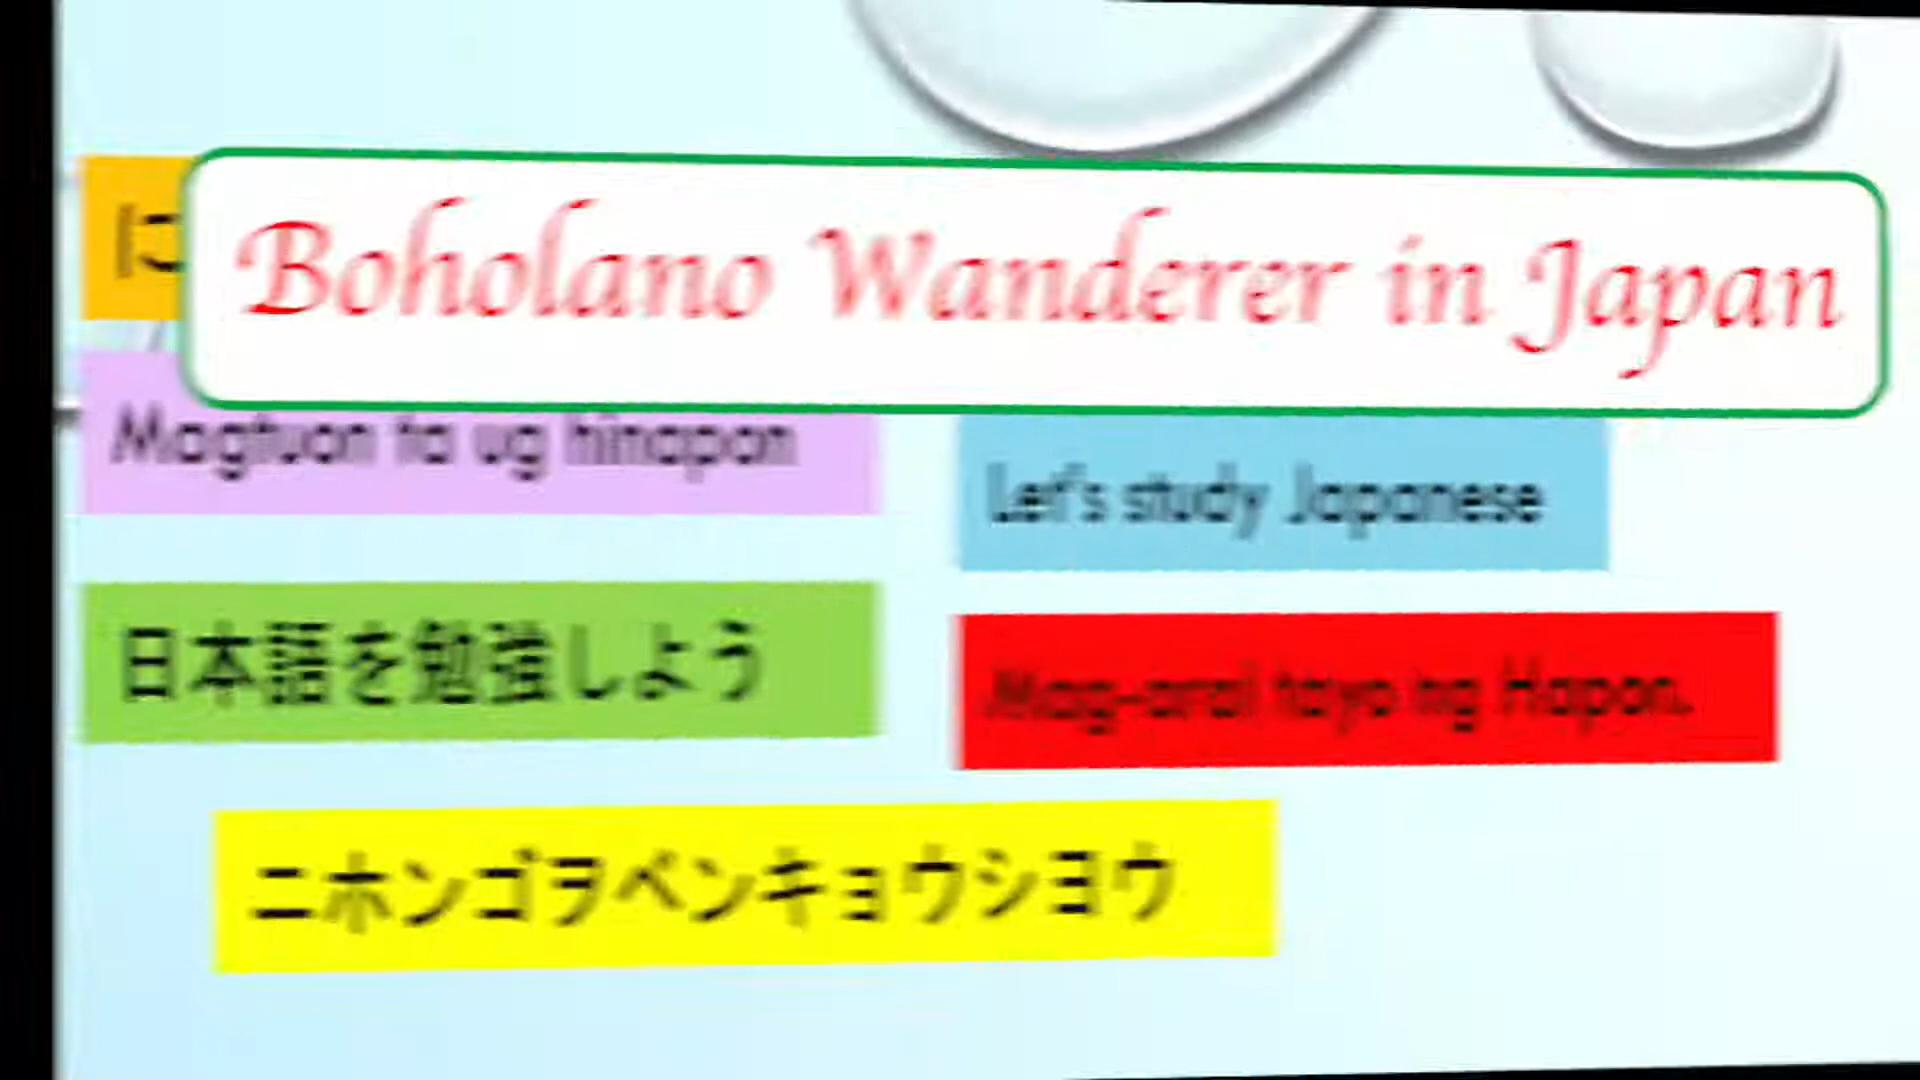 に
Boholano Wanderer in Japan
Magtuon ta ug hinapon
Let's study Japanese
日本語を勉強しよう
Mag-aral tayo ng Hapon.
ニホンゴヲベンキョウシヨウ